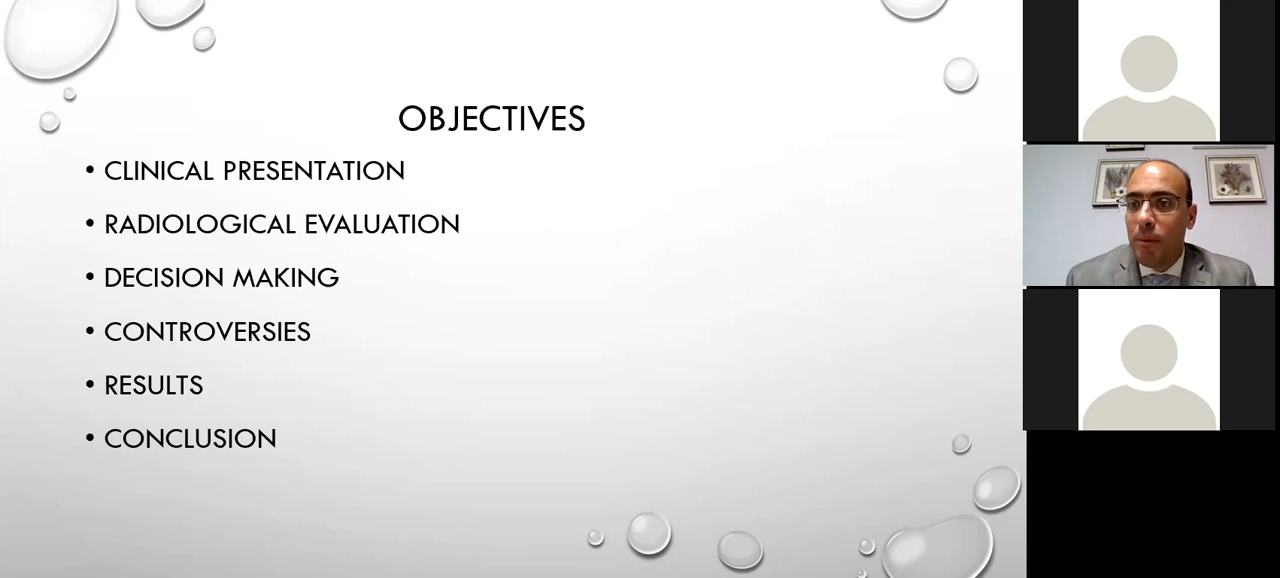 OBJECTIVES
• CLINICAL PRESENTATION
• RADIOLOGICAL EVALUATION
• DECISION MAKING
• CONTROVERSIES
• RESULTS
• CONCLUSION